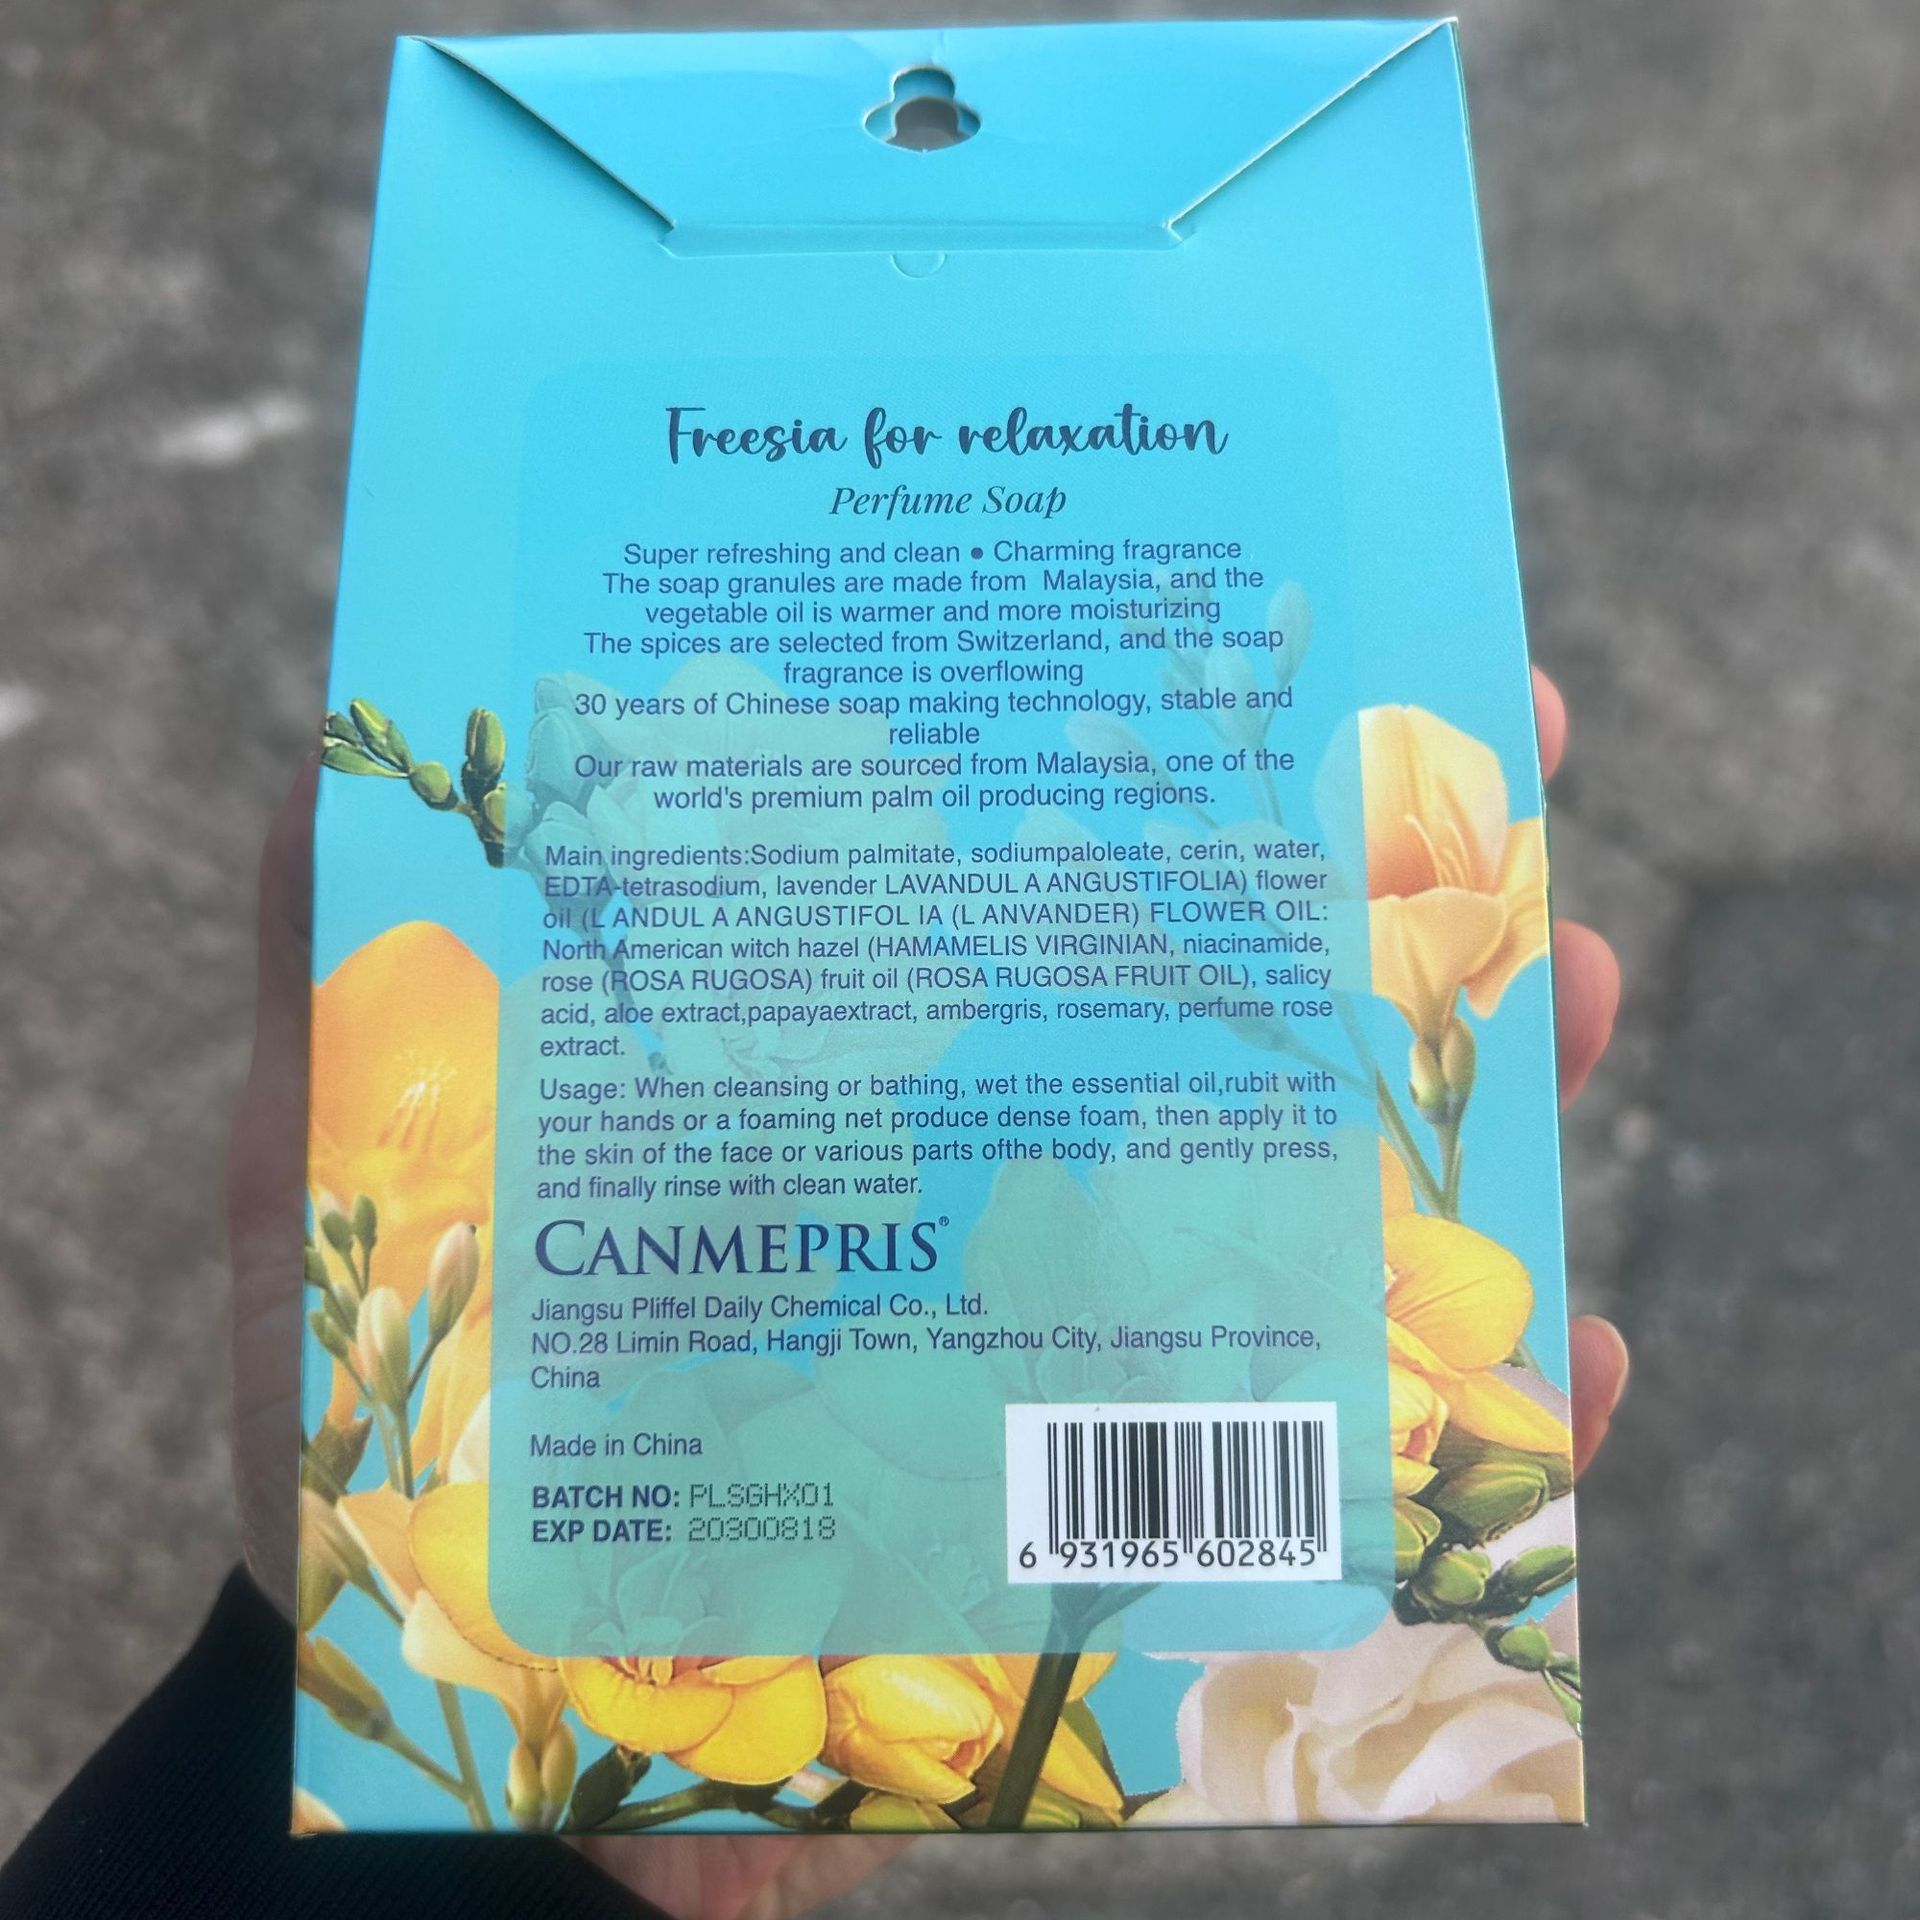 Freesia for relaxation
Perfume Soap
Super refreshing and clean • Charming fragrance
The soap granules are made from Malaysia, and the
vegetable oil is warmer and more moisturizing
The spices are selected from Switzerland, and the soap
fragrance is overflowing
30 years of Chinese soap making technology, stable and
reliable
Our raw materials are sourced from Malaysia, one of the
world's premium palm oil producing regions.
Main ingredients:Sodium palmitate, sodiumpaloleate, cerin, water,
EDTA-tetrasodium, lavender LAVANDUL A ANGUSTIFOLIA) flower
oil (L ANDUL A ANGUSTIFOL IA (L ANVANDER) FLOWER OIL:
North American witch hazel (HAMAMELIS VIRGINIAN, niacinamide,
rose (ROSA RUGOSA) fruit oil (ROSA RUGOSA FRUIT OIL), salicy
acid, aloe extract,papayaextract, ambergris, rosemary, perfume rose
extract.
Usage: When cleansing or bathing, wet the essential oil,rubit with
your hands or a foaming net produce dense foam, then apply it to
the skin of the face or various parts ofthe body, and gently press,
and finally rinse with clean water.
CANMEPRIS®
Jiangsu Pliffel Daily Chemical Co., Ltd.
NO.28 Limin Road, Hangji Town, Yangzhou City, Jiangsu Province,
China
Made in China
BATCH NO: PLSGHX01
EXP DATE: 20300818
6 931965 602845